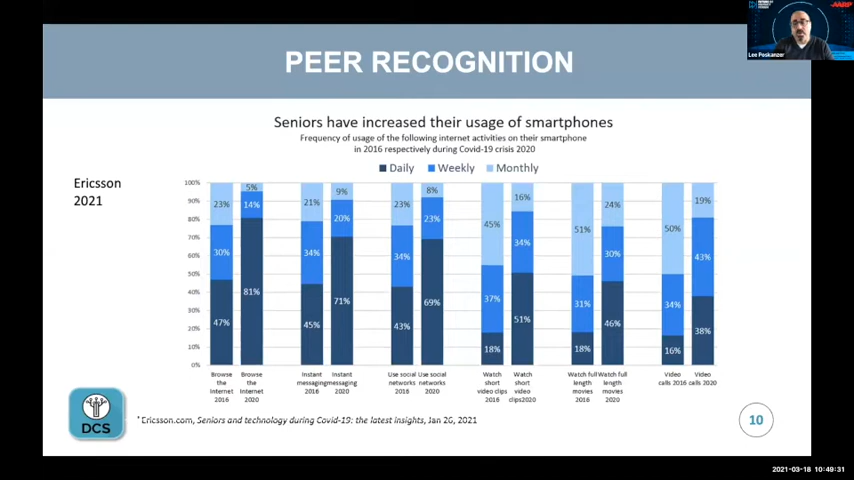 PEER RECOGNITION
AARP
Lee Poskanzer
Seniors have increased their usage of smartphones
Frequency of usage of the following internet activities on their smartphone
in 2016 respectively during Covid-19 crisis 2020
Daily Weekly Monthly
Ericsson
2021
100%
90%
80%
70%
60%
50%
40%
30%
20%
10%
0%
23% 5% 21% 9% 23% 8% 45% 16% 51% 24% 50% 19%
30% 14% 34% 20% 34% 23% 37% 34% 31% 30% 34% 43%
47% 81% 45% 71% 43% 69% 18% 51% 18% 46% 16% 38%
Browse the Internet 2016
Browse the Internet 2020
Instant messaging 2016
Instant messaging 2020
Use social networks 2016
Use social networks 2020
Watch short video clips 2016
Watch short video clips2020
Watch full length movies 2016
Watch full length movies 2020
Video calls 2016
Video calls 2020
DCS
* Ericsson.com, Seniors and technology during Covid-19: the latest insights, Jan 26, 2021
10
2021-03-18 10:49:31